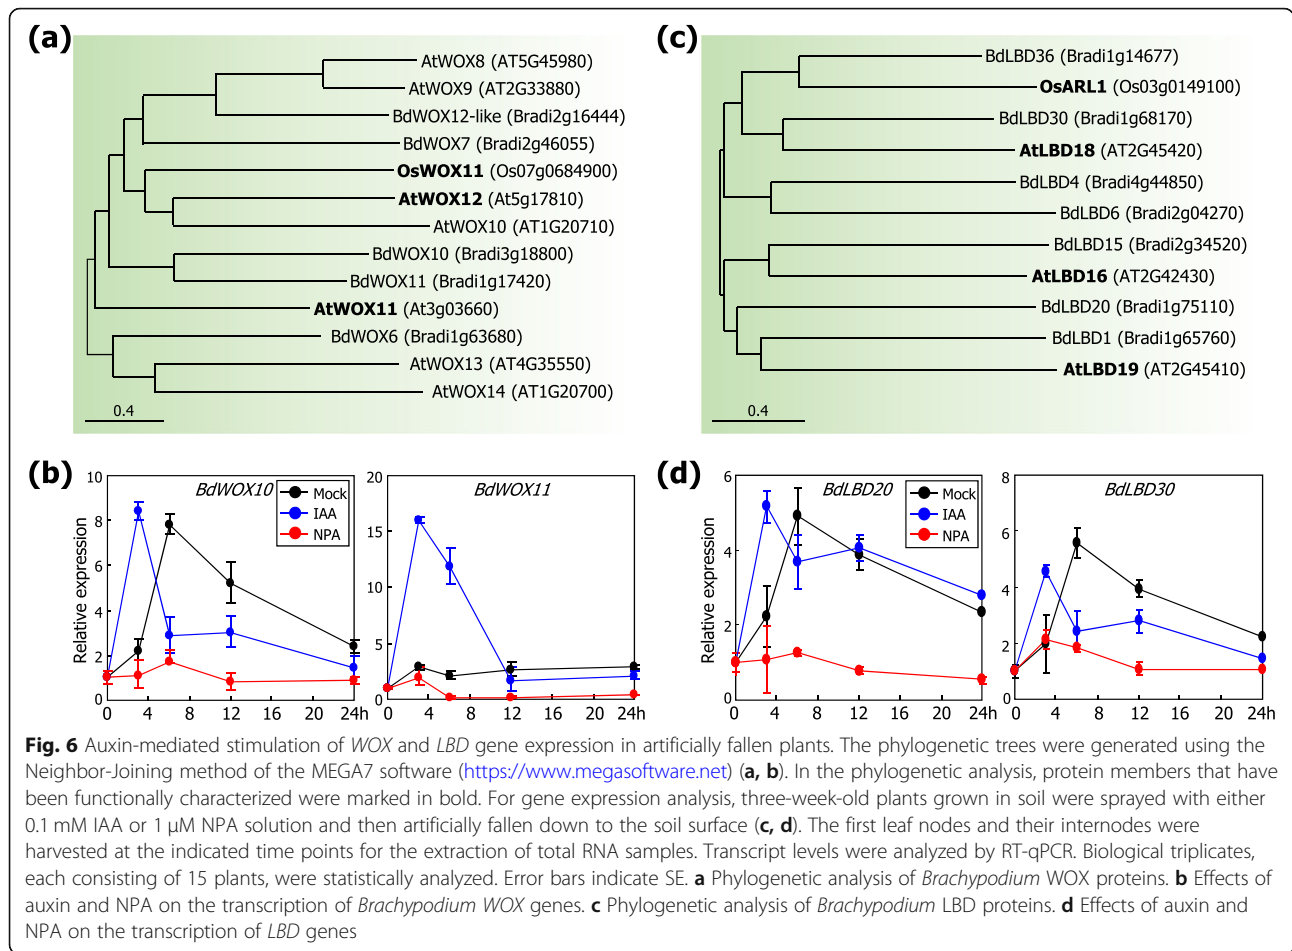 (a)
AtWOX8 (AT5G45980)
AtWOX9 (AT2G33880)
BdWOX12-like (Bradi2g16444)
BdWOX7 (Bradi2g46055)
OsWOX11 (Os07g0684900)
AtWOX12 (At5g17810)
AtWOX10 (AT1G20710)
BdWOX10 (Bradi3g18800)
BdWOX11 (Bradi1g17420)
AtWOX11 (At3g03660)
BdWOX6 (Bradi1g63680)
AtWOX13 (AT4G35550)
AtWOX14 (AT1G20700)
0.4
(c)
BdLBD36 (Bradi1g14677)
OsARL1 (Os03g0149100)
BdLBD30 (Bradi1g68170)
AtLBD18 (AT2G45420)
BdLBD4 (Bradi4g44850)
BdLBD6 (Bradi2g04270)
BdLBD15 (Bradi2g34520)
AtLBD16 (AT2G42430)
BdLBD20 (Bradi1g75110)
BdLBD1 (Bradi1g65760)
AtLBD19 (AT2G45410)
0.4
(b)
Relative expression
10
8
6
4
2
0
BdWOX10
Mock
IAA
NPA
0 4 8 12 24h
20
15
10
5
0
BdWOX11
0 4 8 12 24h
(d)
Relative expression
6
4
2
0
BdLBD20
Mock
IAA
NPA
0 4 8 12 24h
8
6
4
2
0
BdLBD30
0 4 8 12 24h
Fig. 6 Auxin-mediated stimulation of WOX and LBD gene expression in artificially fallen plants. The phylogenetic trees were generated using the
Neighbor-Joining method of the MEGA7 software (https://www.megasoftware.net) (a, b). In the phylogenetic analysis, protein members that have
been functionally characterized were marked in bold. For gene expression analysis, three-week-old plants grown in soil were sprayed with either
0.1 mM IAA or 1 μM NPA solution and then artificially fallen down to the soil surface (c, d). The first leaf nodes and their internodes were
harvested at the indicated time points for the extraction of total RNA samples. Transcript levels were analyzed by RT-qPCR. Biological triplicates,
each consisting of 15 plants, were statistically analyzed. Error bars indicate SE. a Phylogenetic analysis of Brachypodium WOX proteins. b Effects of
auxin and NPA on the transcription of Brachypodium WOX genes. c Phylogenetic analysis of Brachypodium LBD proteins. d Effects of auxin and
NPA on the transcription of LBD genes